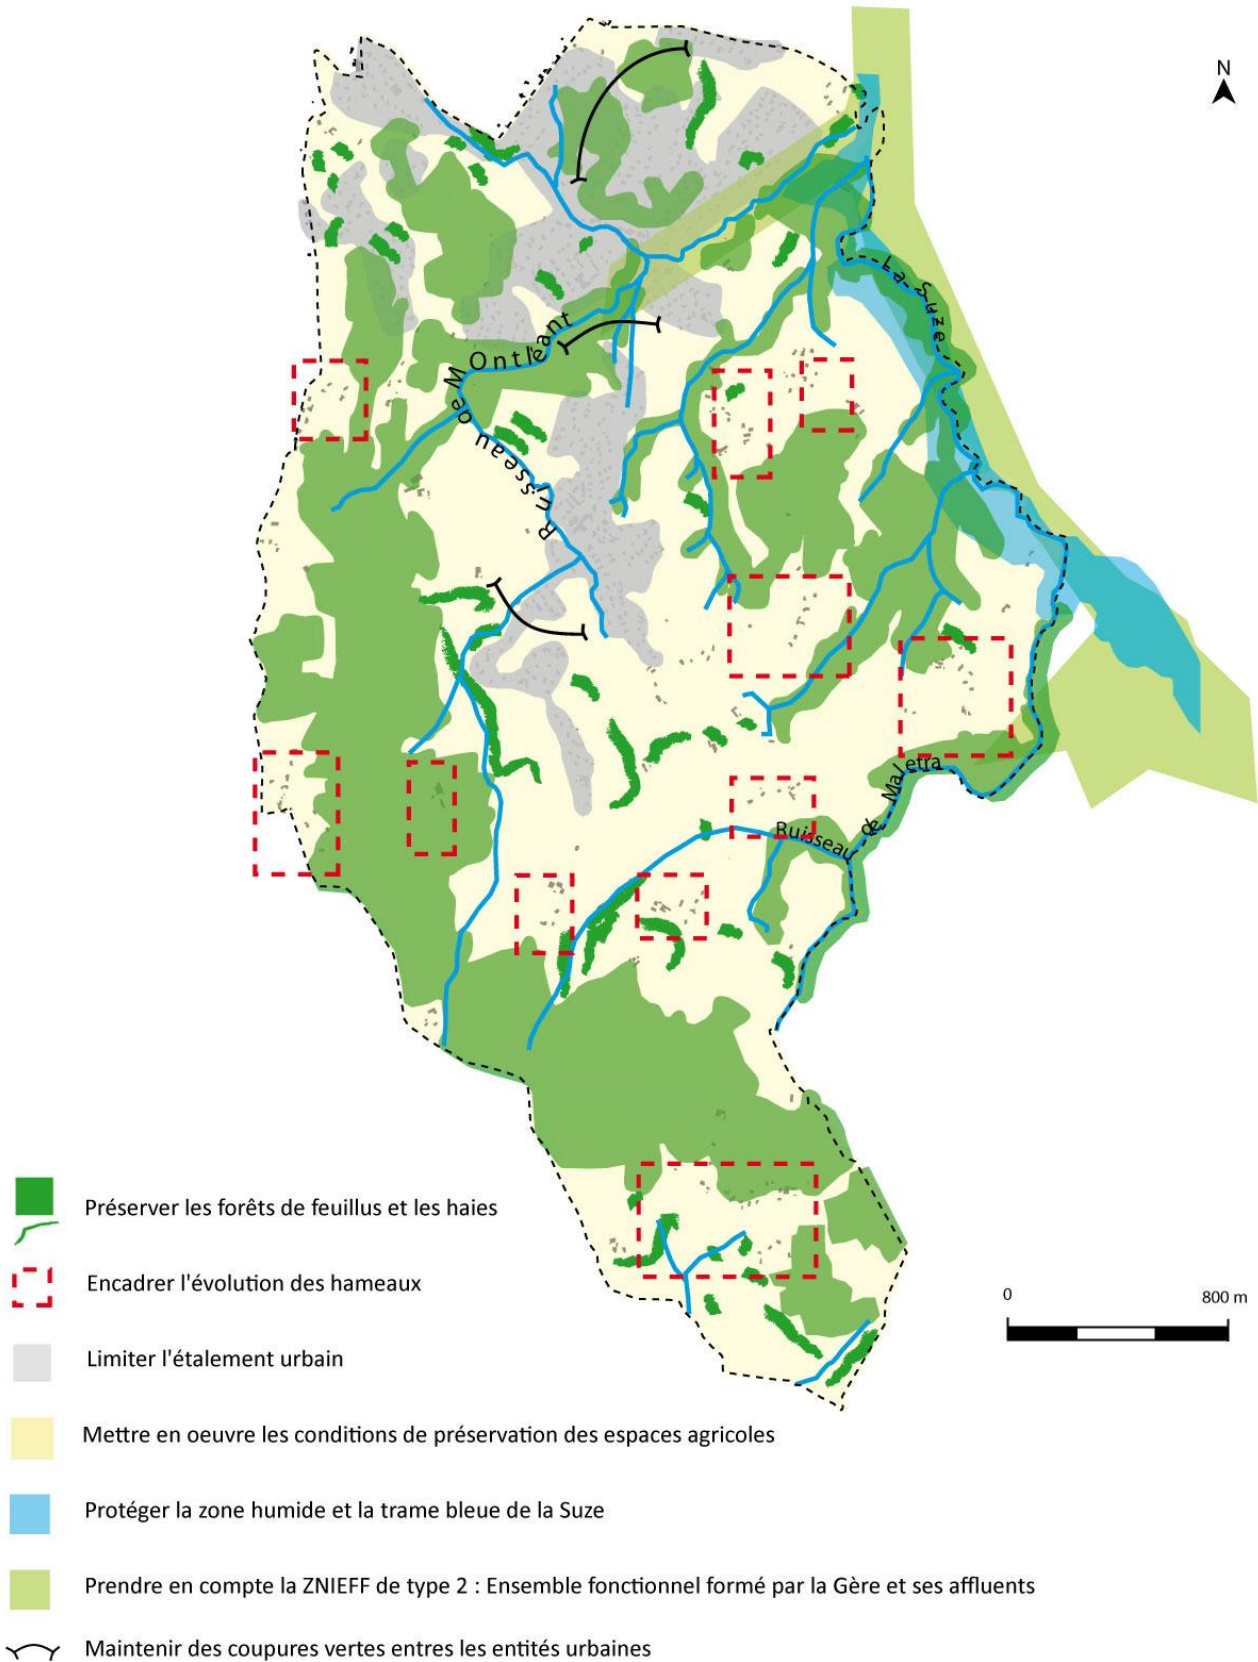 N
La Suze
Ruisseau de Montléant
Ruisseau de Maletra
0 800 m
Préserver les forêts de feuillus et les haies
Encadrer l'évolution des hameaux
Limiter l'étalement urbain
Mettre en oeuvre les conditions de préservation des espaces agricoles
Protéger la zone humide et la trame bleue de la Suze
Prendre en compte la ZNIEFF de type 2 : Ensemble fonctionnel formé par la Gère et ses affluents
Maintenir des coupures vertes entres les entités urbaines